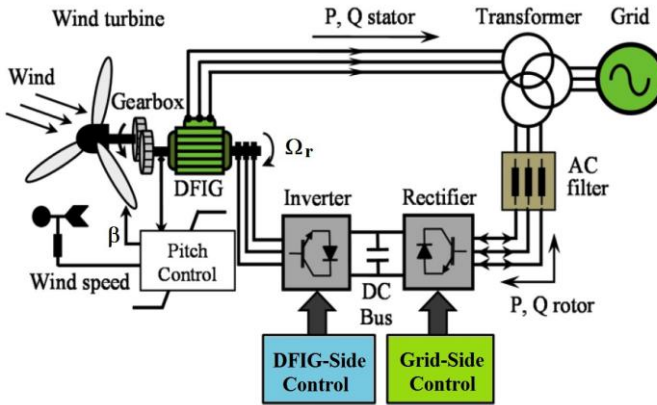 Wind turbine
P, Q stator
Transformer
Grid
Wind
Gearbox
Ωr
DFIG
Inverter
Rectifier
AC
filter
β
Pitch
Control
Wind speed
DC
Bus
P, Q rotor
DFIG-Side
Control
Grid-Side
Control